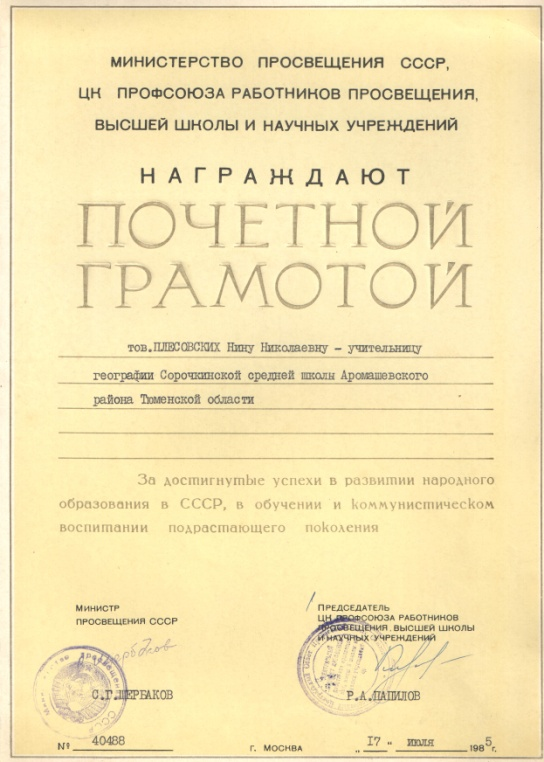 МИНИСТЕРСТВО ПРОСВЕЩЕНИЯ СССР,
ЦК ПРОФСОЮЗА РАБОТНИКОВ ПРОСВЕЩЕНИЯ,
ВЫСШЕЙ ШКОЛЫ И НАУЧНЫХ УЧРЕЖДЕНИЙ
НАГРАЖДАЮТ
ПОЧЕТНОЙ
ГРАМОТОЙ
тов.ПЛЕСОВСКИХ Нину Николаевну - учительницу
географии Сорочкинской средней школы Аромашевского
района Тюменской области
За достигнутые успехи в развитии народного
образования в СССР, в обучении и коммунистическом
воспитании подрастающего поколения
МИНИСТР
ПРОСВЕЩЕНИЯ СССР
ПРЕДСЕДАТЕЛЬ
ЦК ПРОФСОЮЗА РАБОТНИКОВ
ПРОСВЕЩЕНИЯ, ВЫСШЕЙ ШКОЛЫ
И НАУЧНЫХ УЧРЕЖДЕНИЙ
С.Г.ЩЕРБАКОВ
Р.А.ПАПИЛОВ
№ 40488 Г. МОСКВА „17" июля 1985 г.